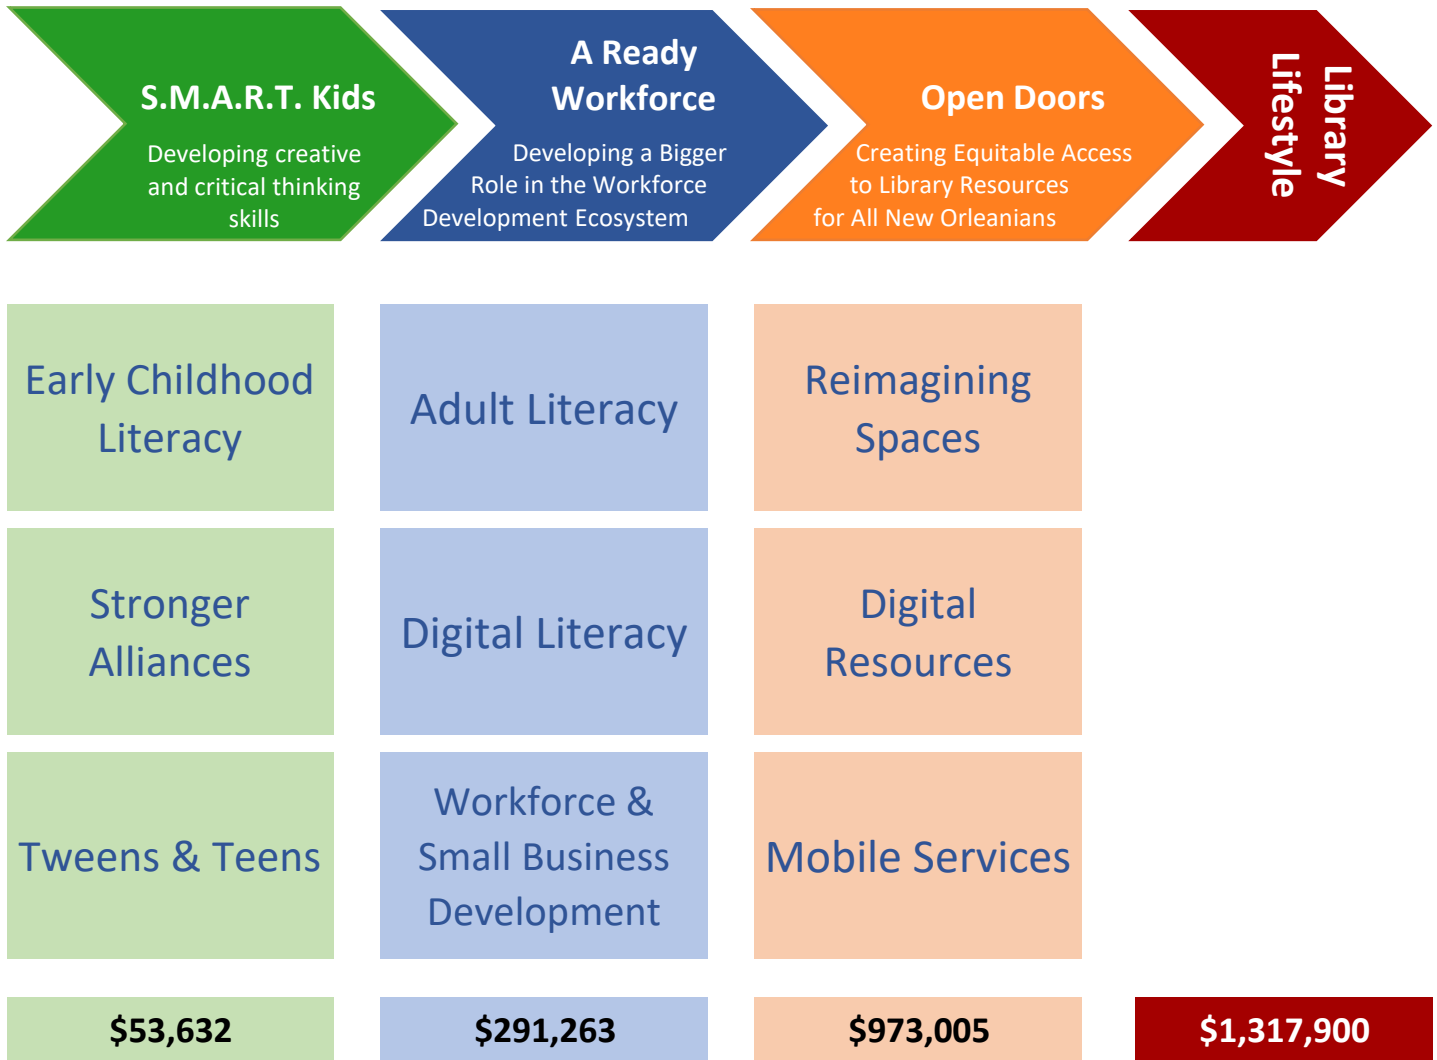 S.M.A.R.T. Kids
Developing creative
and critical thinking
skills
A Ready
Workforce
Developing a Bigger
Role in the Workforce
Development Ecosystem
Open Doors
Creating Equitable Access
to Library Resources
for All New Orleanians
Library
Lifestyle
Early Childhood
Literacy
Adult Literacy
Reimagining
Spaces
Stronger
Alliances
Digital Literacy
Digital
Resources
Tweens & Teens
Workforce &
Small Business
Development
Mobile Services
$53,632
$291,263
$973,005
$1,317,900